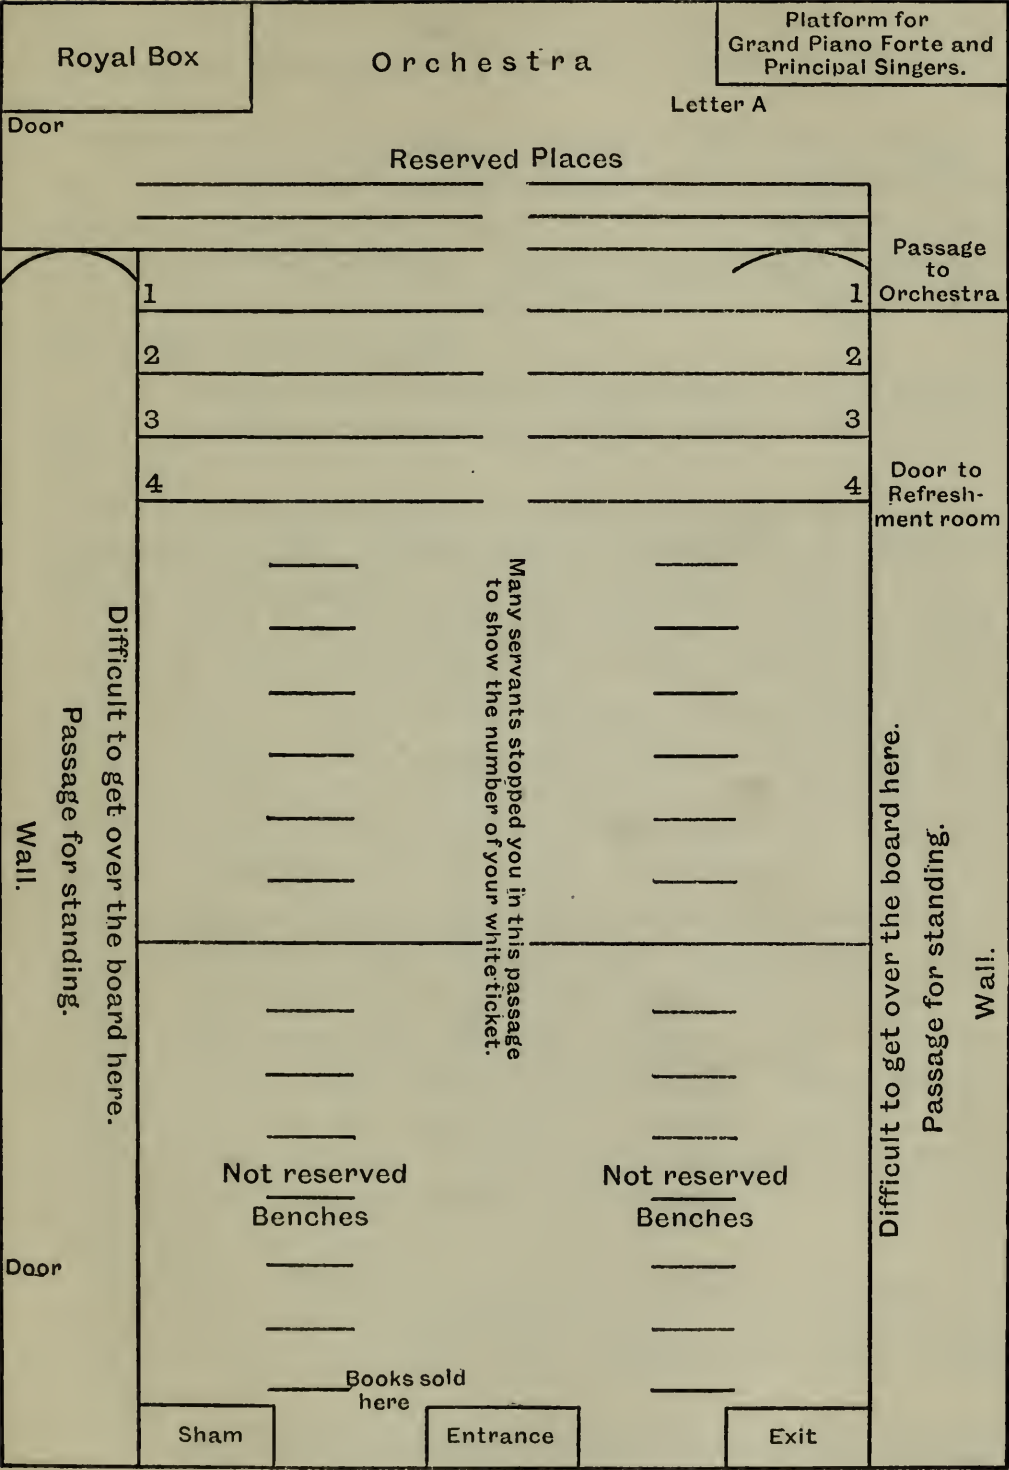 Royal Box
Orchestra
Platform for
Grand Piano Forte and
Principal Singers.
Letter A
Door
Reserved Places
Passage
to
Orchestra
1
1
2
2
3
3
4
4
Door to
Refresh-
ment room
Many servants stopped you in this passage
to show the number of your white ticket.
Difficult to get over the board here.
Passage for standing.
Wall.
Difficult to get over the board here.
Passage for standing.
Wall.
Not reserved
Benches
Not reserved
Benches
Door
Books sold
here
Sham
Entrance
Exit